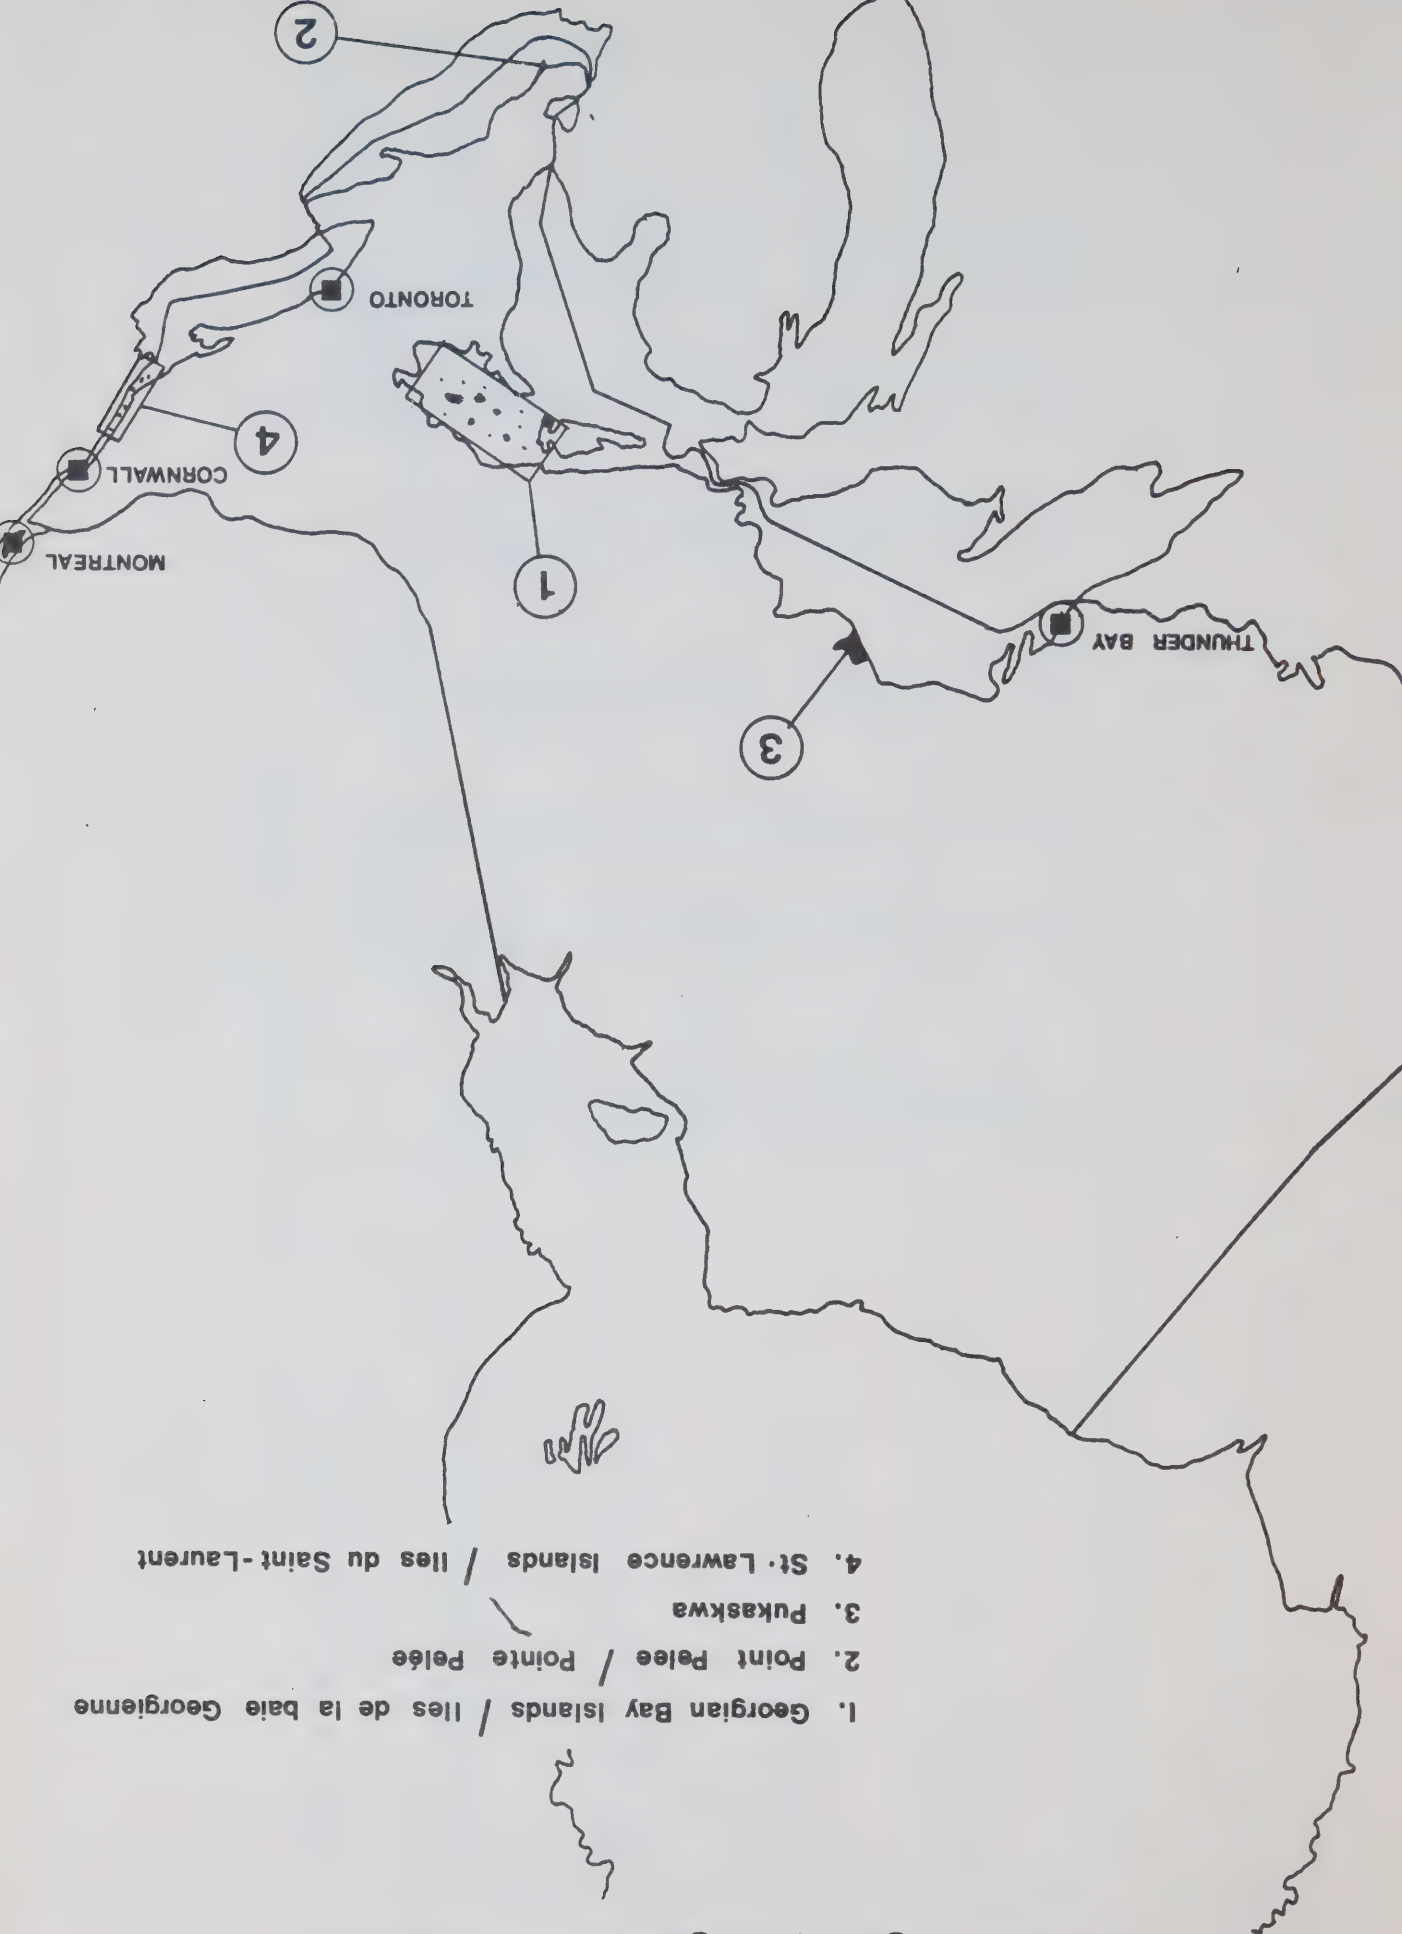 1. Georgian Bay Islands / Iles de la baie Georgienne
2. Point Pelee / Pointe Pelée
3. Pukaskwa
4. St. Lawrence Islands / Iles du Saint-Laurent
3
THUNDER BAY
1
MONTREAL
CORNWALL
4
TORONTO
2